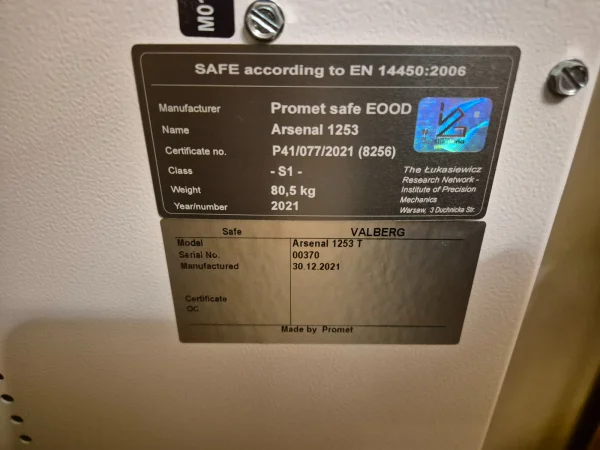 M01
SAFE according to EN 14450:2006
Manufacturer Promet safe EOOD
Name Arsenal 1253
Certificate no. P41/077/2021 (8256)
Class - S1 -
Weight 80,5 kg
Year/number 2021
The Łukasiewicz
Research Network -
Institute of Precision
Mechanics
Warsaw, 3 Duchnicka Str.
Safe VALBERG
Model Arsenal 1253 T
Serial No. 00370
Manufactured 30.12.2021
Certificate
QC
Made by Promet